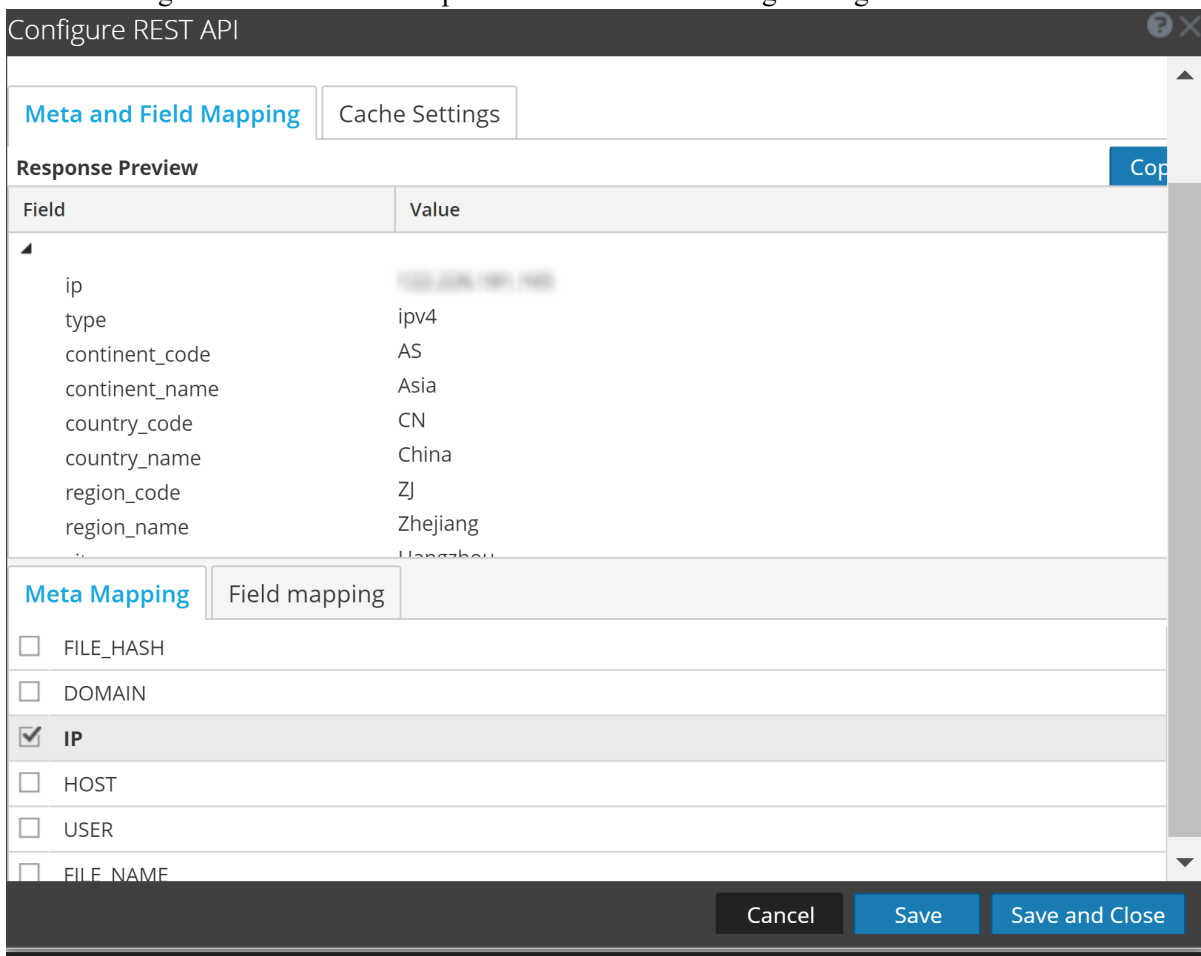 Configure REST API
Meta and Field Mapping Cache Settings
Response Preview Cop
Field Value
ip
type ipv4
continent_code AS
continent_name Asia
country_code CN
country_name China
region_code ZJ
region_name Zhejiang
Hangzhou
Meta Mapping Field mapping
FILE_HASH
DOMAIN
IP
HOST
USER
FILE_NAME
Cancel Save Save and Close